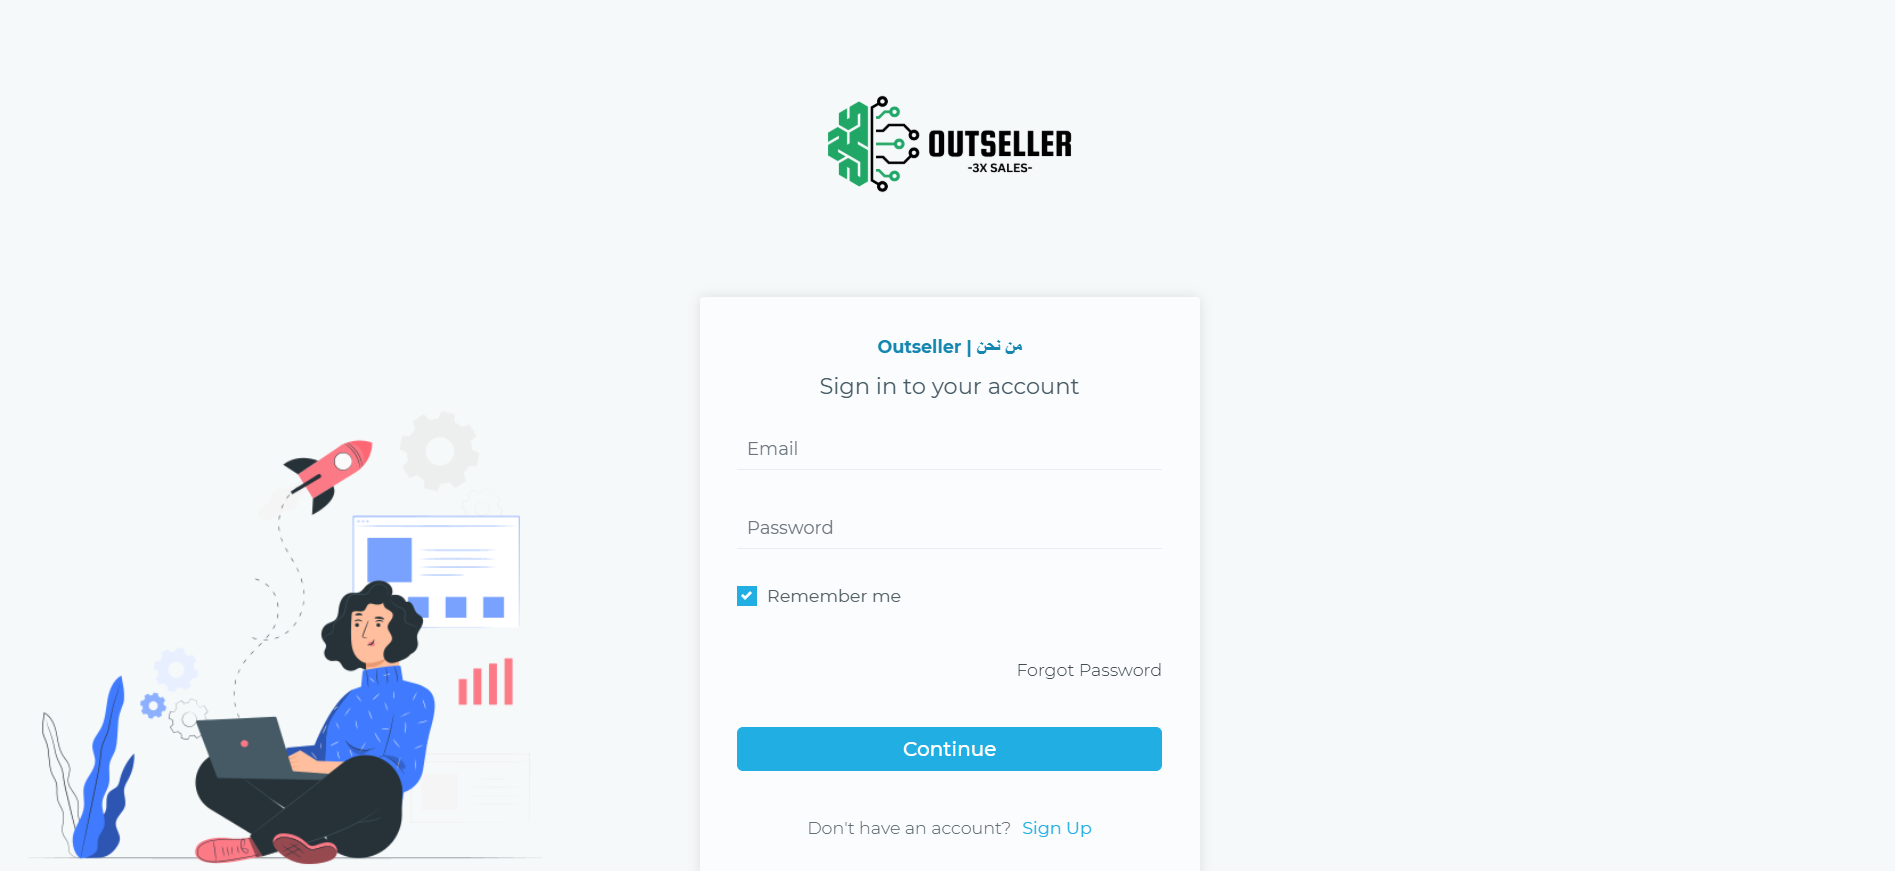 OUTSELLER
-3X SALES-
Outseller | من نحن
Sign in to your account
Email
Password
Remember me
Forgot Password
Continue
Don't have an account? Sign Up